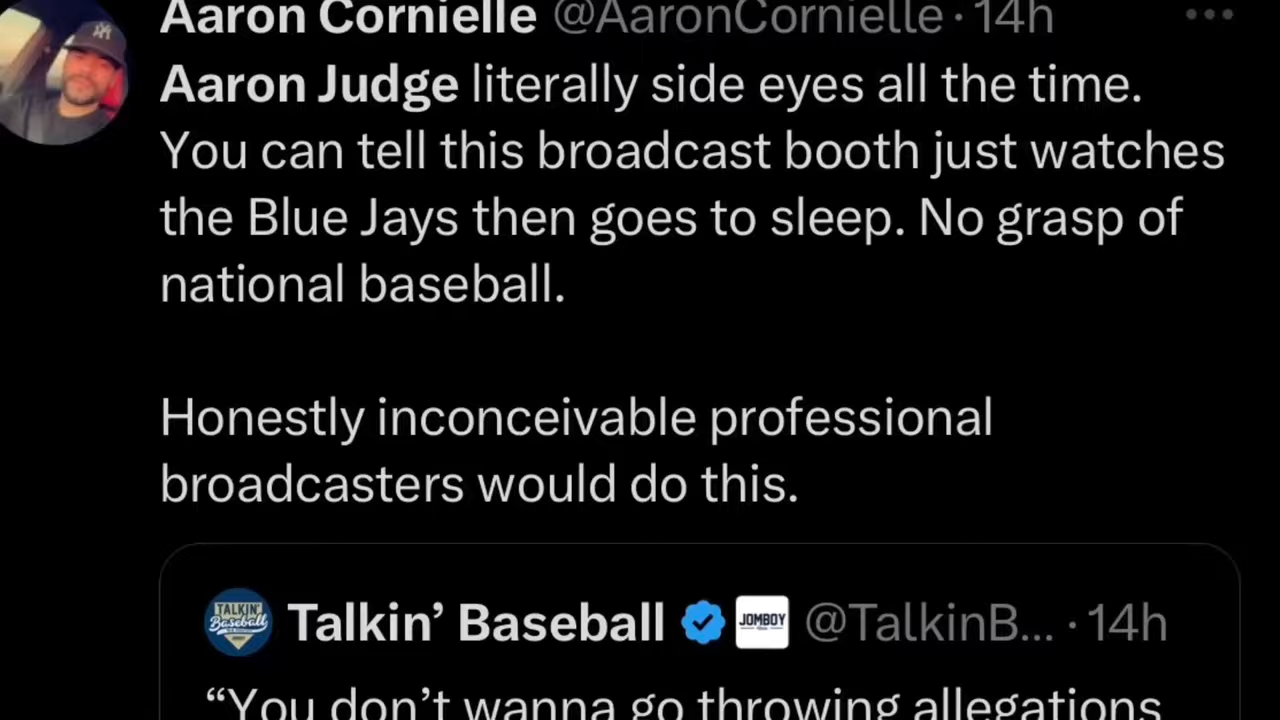 Aaron Cornielle @AaronCornielle · 14h
Aaron Judge literally side eyes all the time.
You can tell this broadcast booth just watches
the Blue Jays then goes to sleep. No grasp of
national baseball.
Honestly inconceivable professional
broadcasters would do this.
TALKIN'
Baseball
Talkin’ Baseball JOMBOY @TalkinB... · 14h
“You don’t wanna go throwing allegations